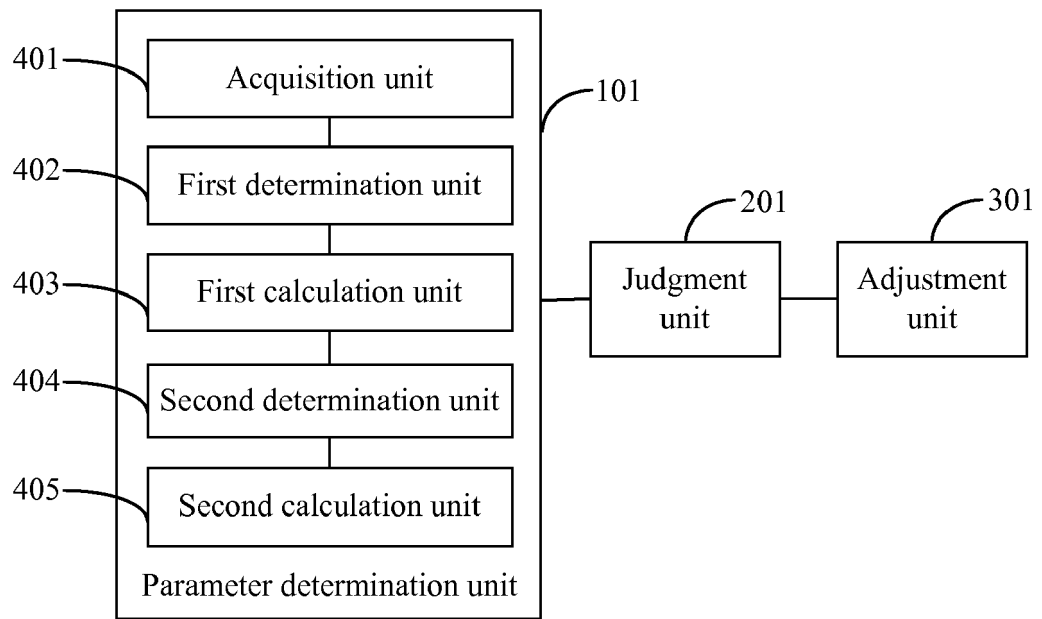 401
Acquisition unit
101
402
First determination unit
201
301
403
First calculation unit
Judgment
unit
Adjustment
unit
404
Second determination unit
405
Second calculation unit
Parameter determination unit